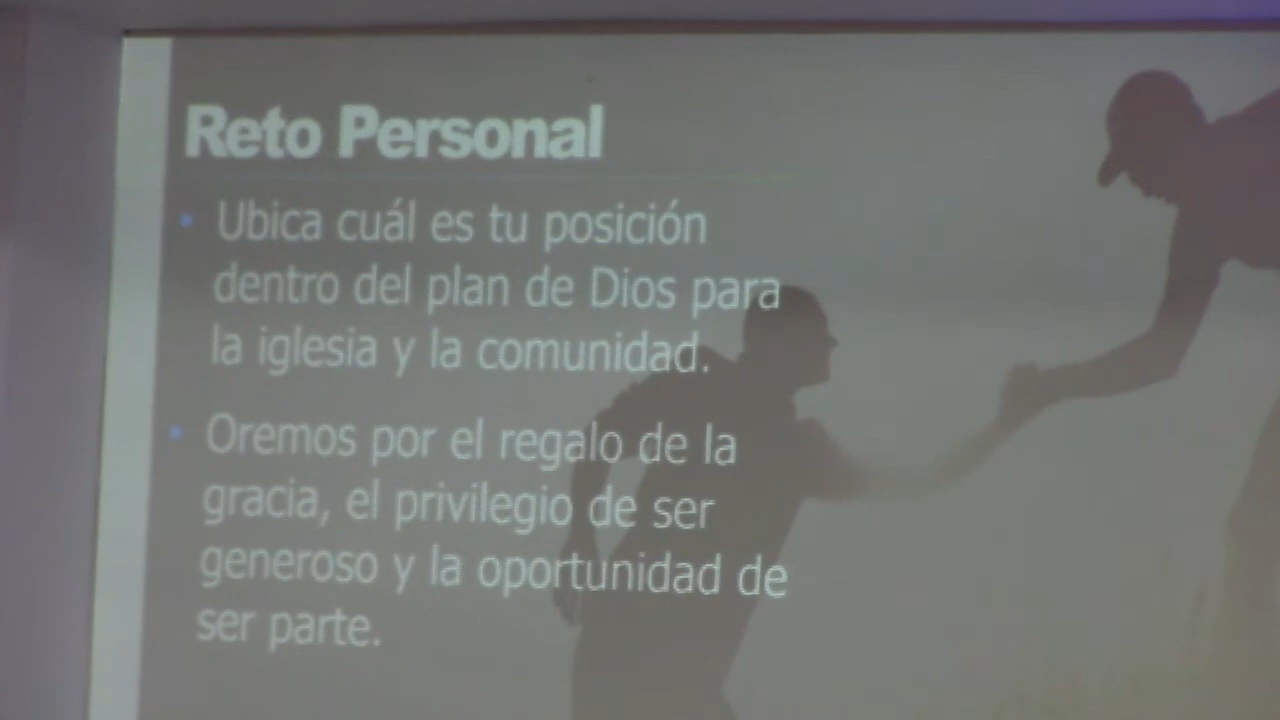 Reto Personal
• Ubica cuál es tu posición
dentro del plan de Dios para
la iglesia y la comunidad.
• Oremos por el regalo de la
gracia, el privilegio de ser
generoso y la oportunidad de
ser parte.